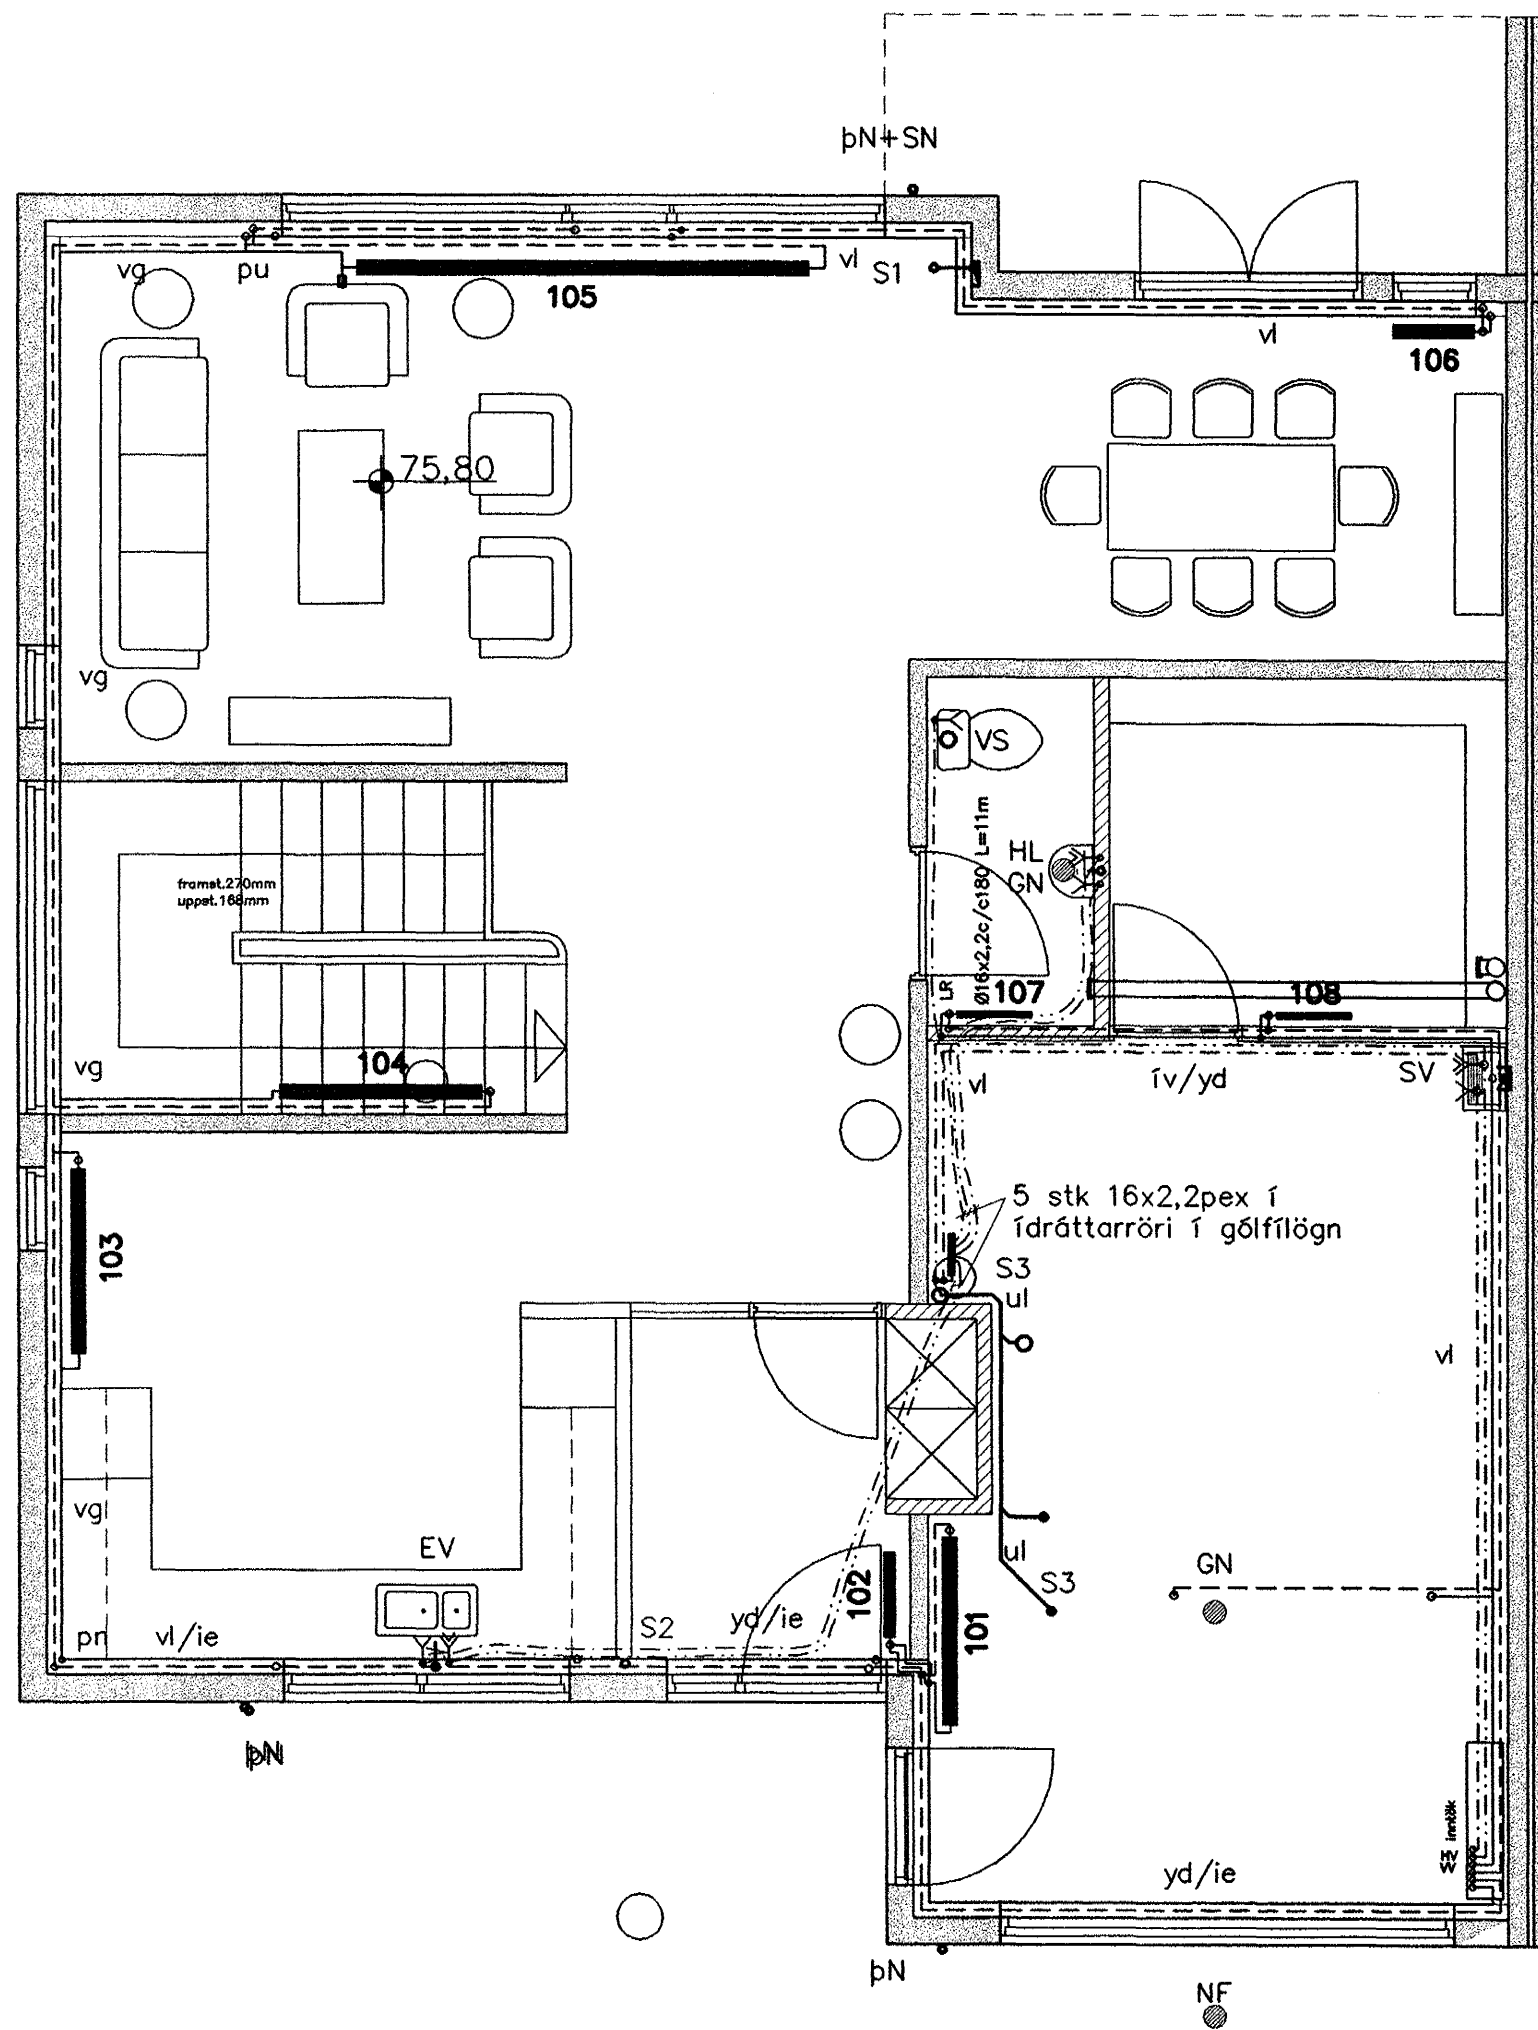 þN+SN
vg
pu
vl
S1
105
vl
106
75,80
vg
VS
Ø16x2,2c/c180 L=11m
HL
GN
framst.270mm
uppst.168mm
LR
107
108
vg
104
vl
ív/yd
SV
103
5 stk 16x2,2pex í
ídráttarröri í gólfílögn
S3
ul
vl
vg
EV
ul
S3
GN
102
101
pn
vl/ie
S2
yd/ie
þN
inntök
yd/ie
þN
NF